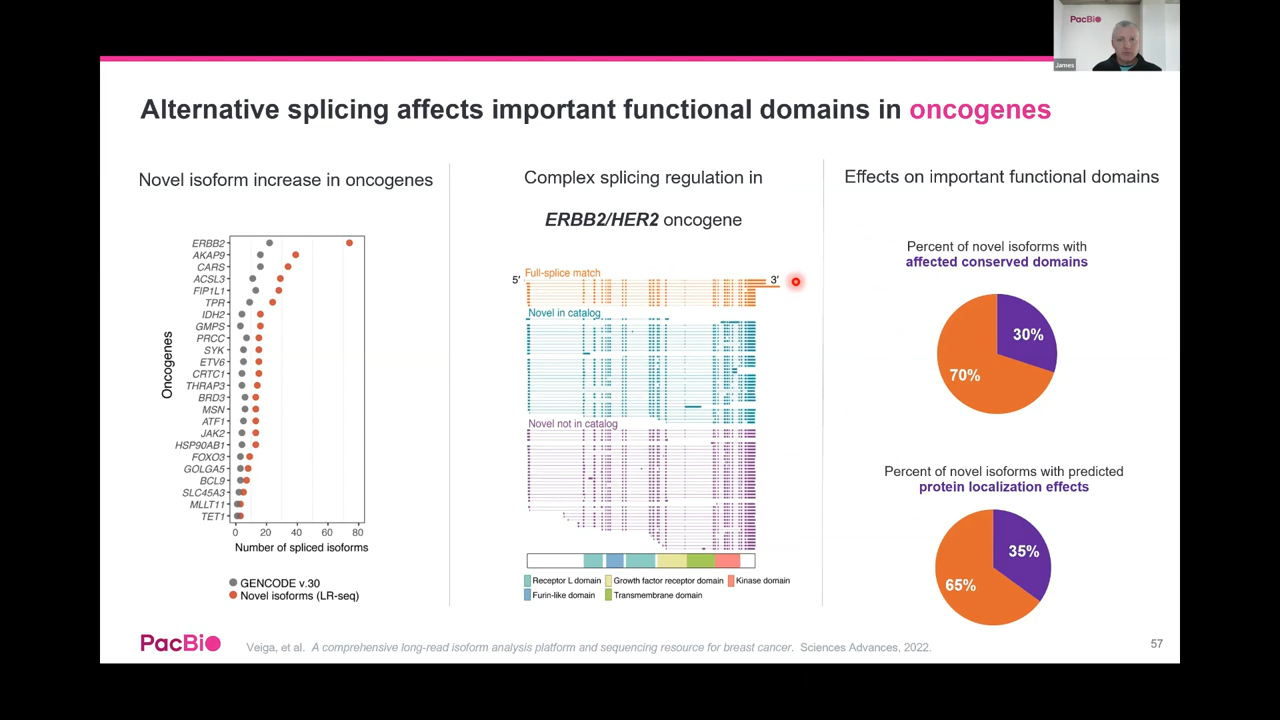 PacBio
James
Alternative splicing affects important functional domains in oncogenes
Novel isoform increase in oncogenes
Oncogenes
ERBB2
AKAP9
CARS
ACSL3
FIP1L1
TPR
IDH2
GMPS
PRCC
SYK
ETV6
CRTC1
THRAP3
BRD3
MSN
ATF1
JAK2
HSP90AB1
FOXO3
GOLGA5
BCL9
SLC45A3
MLLT11
TET1
0 20 40 60 80
Number of spliced isoforms
GENCODE v.30
Novel isoforms (LR-seq)
Complex splicing regulation in
ERBB2/HER2 oncogene
Full-splice match
5′ 3′
Novel in catalog
Novel not in catalog
Receptor L domain Growth factor receptor domain Kinase domain
Furin-like domain Transmembrane domain
Effects on important functional domains
Percent of novel isoforms with
affected conserved domains
30%
70%
Percent of novel isoforms with predicted
protein localization effects
35%
65%
PacBio
Veiga, et al. A comprehensive long-read isoform analysis platform and sequencing resource for breast cancer. Sciences Advances, 2022.
57